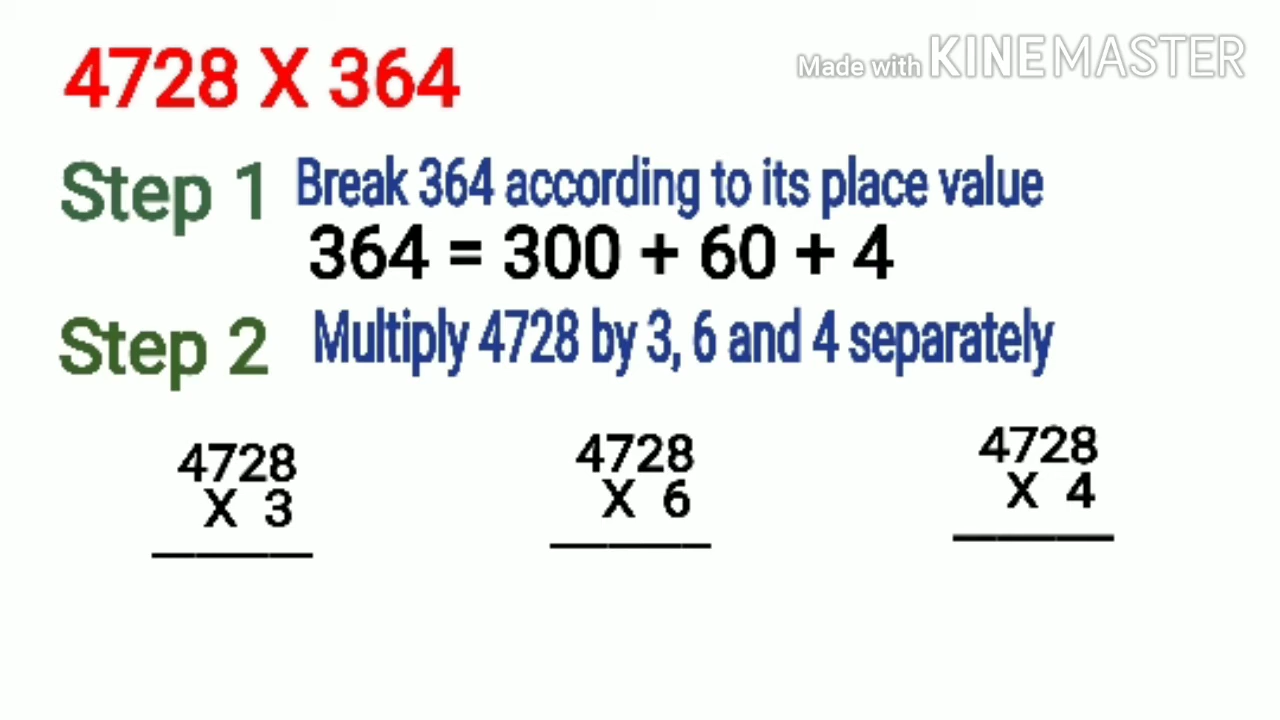 4728 X 364
Made with KINEMASTER
Step 1 Break 364 according to its place value
364 = 300 + 60 + 4
Step 2 Multiply 4728 by 3, 6 and 4 separately
4728 4728 4728
X 3 X 6 X 4